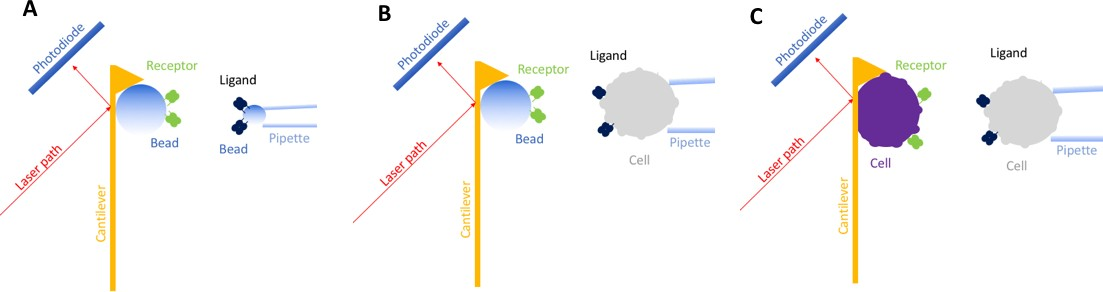 A
Photodiode
Receptor
Ligand
Bead
Bead
Pipette
Laser path
Cantilever
B
Photodiode
Ligand
Receptor
Bead
Pipette
Cell
Laser path
Cantilever
C
Photodiode
Ligand
Receptor
Laser path
Cell
Pipette
Cell
Cantilever